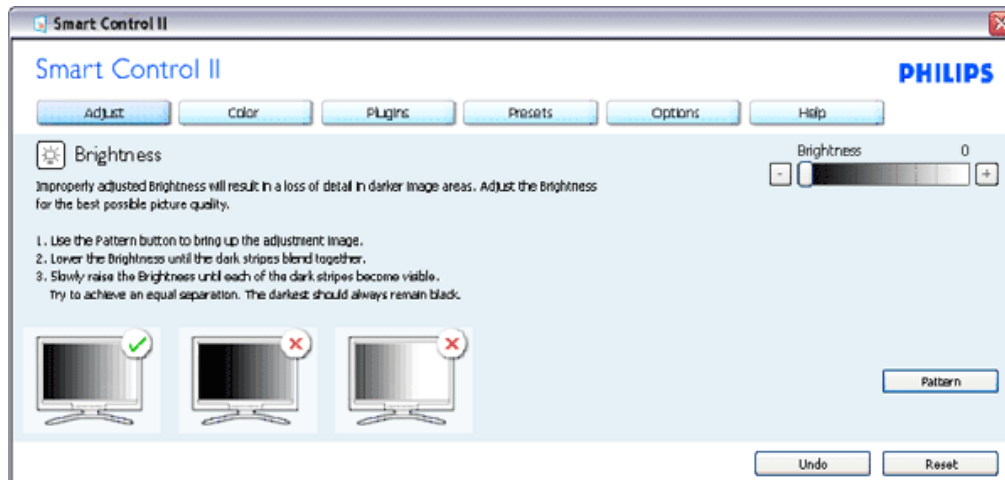 Smart Control II
Smart Control II
PHILIPS
Adjust Color Plugins Presets Options Help
Brightness
Brightness 0
- +
Improperly adjusted Brightness will result in a loss of detail in darker image areas. Adjust the Brightness
for the best possible picture quality.
1. Use the Pattern button to bring up the adjustment image.
2. Lower the Brightness until the dark stripes blend together.
3. Slowly raise the Brightness until each of the dark stripes become visible.
Try to achieve an equal separation. The darkest should always remain black.
Pattern
Undo Reset